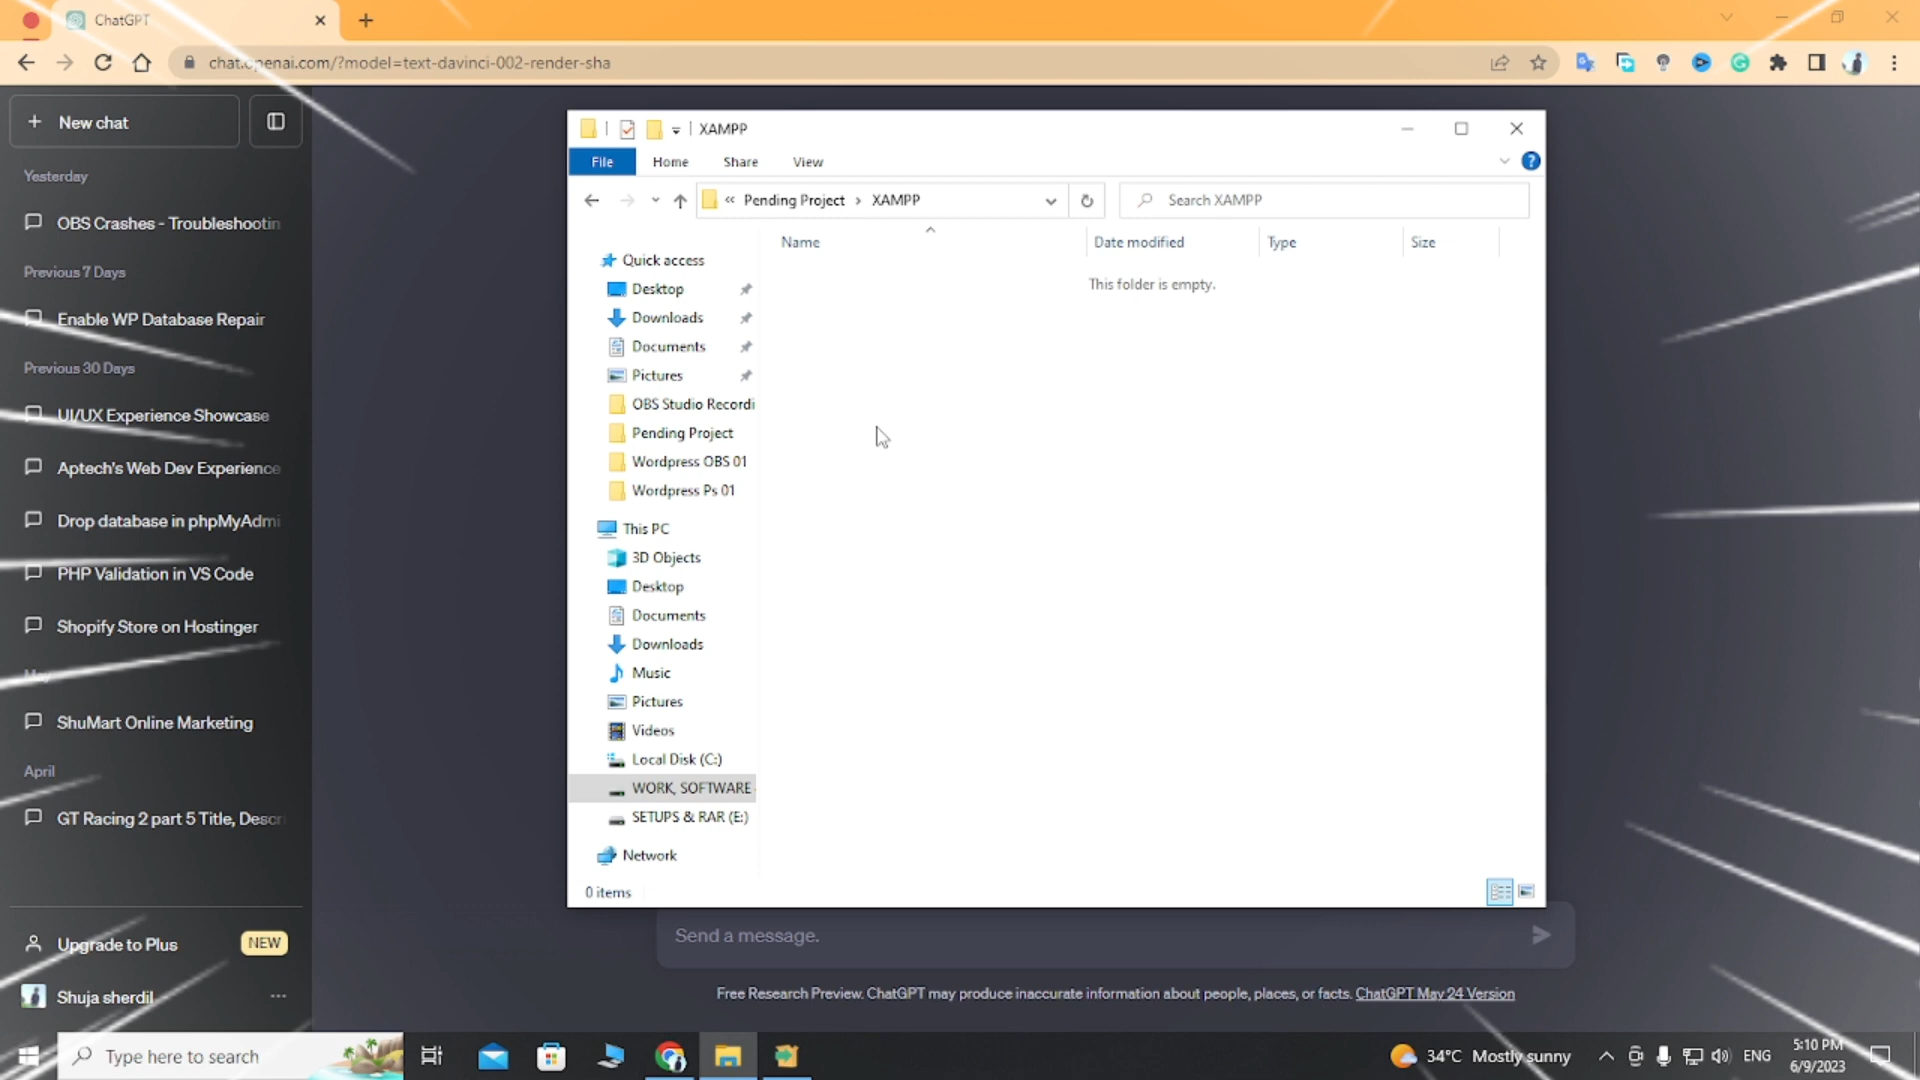 ChatGPT
chat.openai.com/?model=text-davinci-002-render-sha
New chat
Yesterday
OBS Crashes - Troubleshootin
Previous 7 Days
Enable WP Database Repair
Previous 30 Days
UI/UX Experience Showcase
Aptech's Web Dev Experience
Drop database in phpMyAdmi
PHP Validation in VS Code
Shopify Store on Hostinger
May
ShuMart Online Marketing
April
GT Racing 2 part 5 Title, Descri
Upgrade to Plus
NEW
Shuja sherdil
XAMPP
File
Home
Share
View
« Pending Project › XAMPP
Search XAMPP
Name
Date modified
Type
Size
This folder is empty.
Quick access
Desktop
Downloads
Documents
Pictures
OBS Studio Recordi
Pending Project
Wordpress OBS 01
Wordpress Ps 01
This PC
3D Objects
Desktop
Documents
Downloads
Music
Pictures
Videos
Local Disk (C:)
WORK, SOFTWARE
SETUPS & RAR (E:)
Network
0 items
Send a message.
Free Research Preview. ChatGPT may produce inaccurate information about people, places, or facts. ChatGPT May 24 Version
Type here to search
34°C Mostly sunny
ENG
5:10 PM
6/9/2023